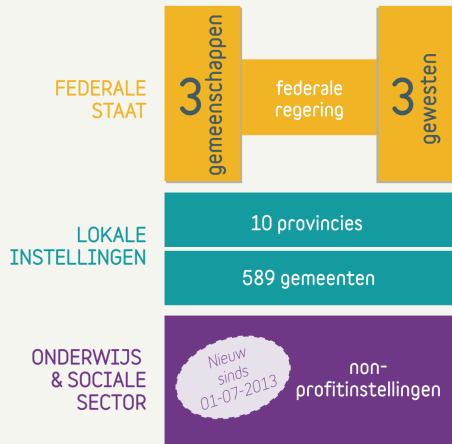 FEDERALE
STAAT
3 gemeenschappen
federale
regering
3 gewesten
LOKALE
INSTELLINGEN
10 provincies
589 gemeenten
ONDERWIJS
& SOCIALE
SECTOR
Nieuw
sinds
01-07-2013
non-
profitinstellingen